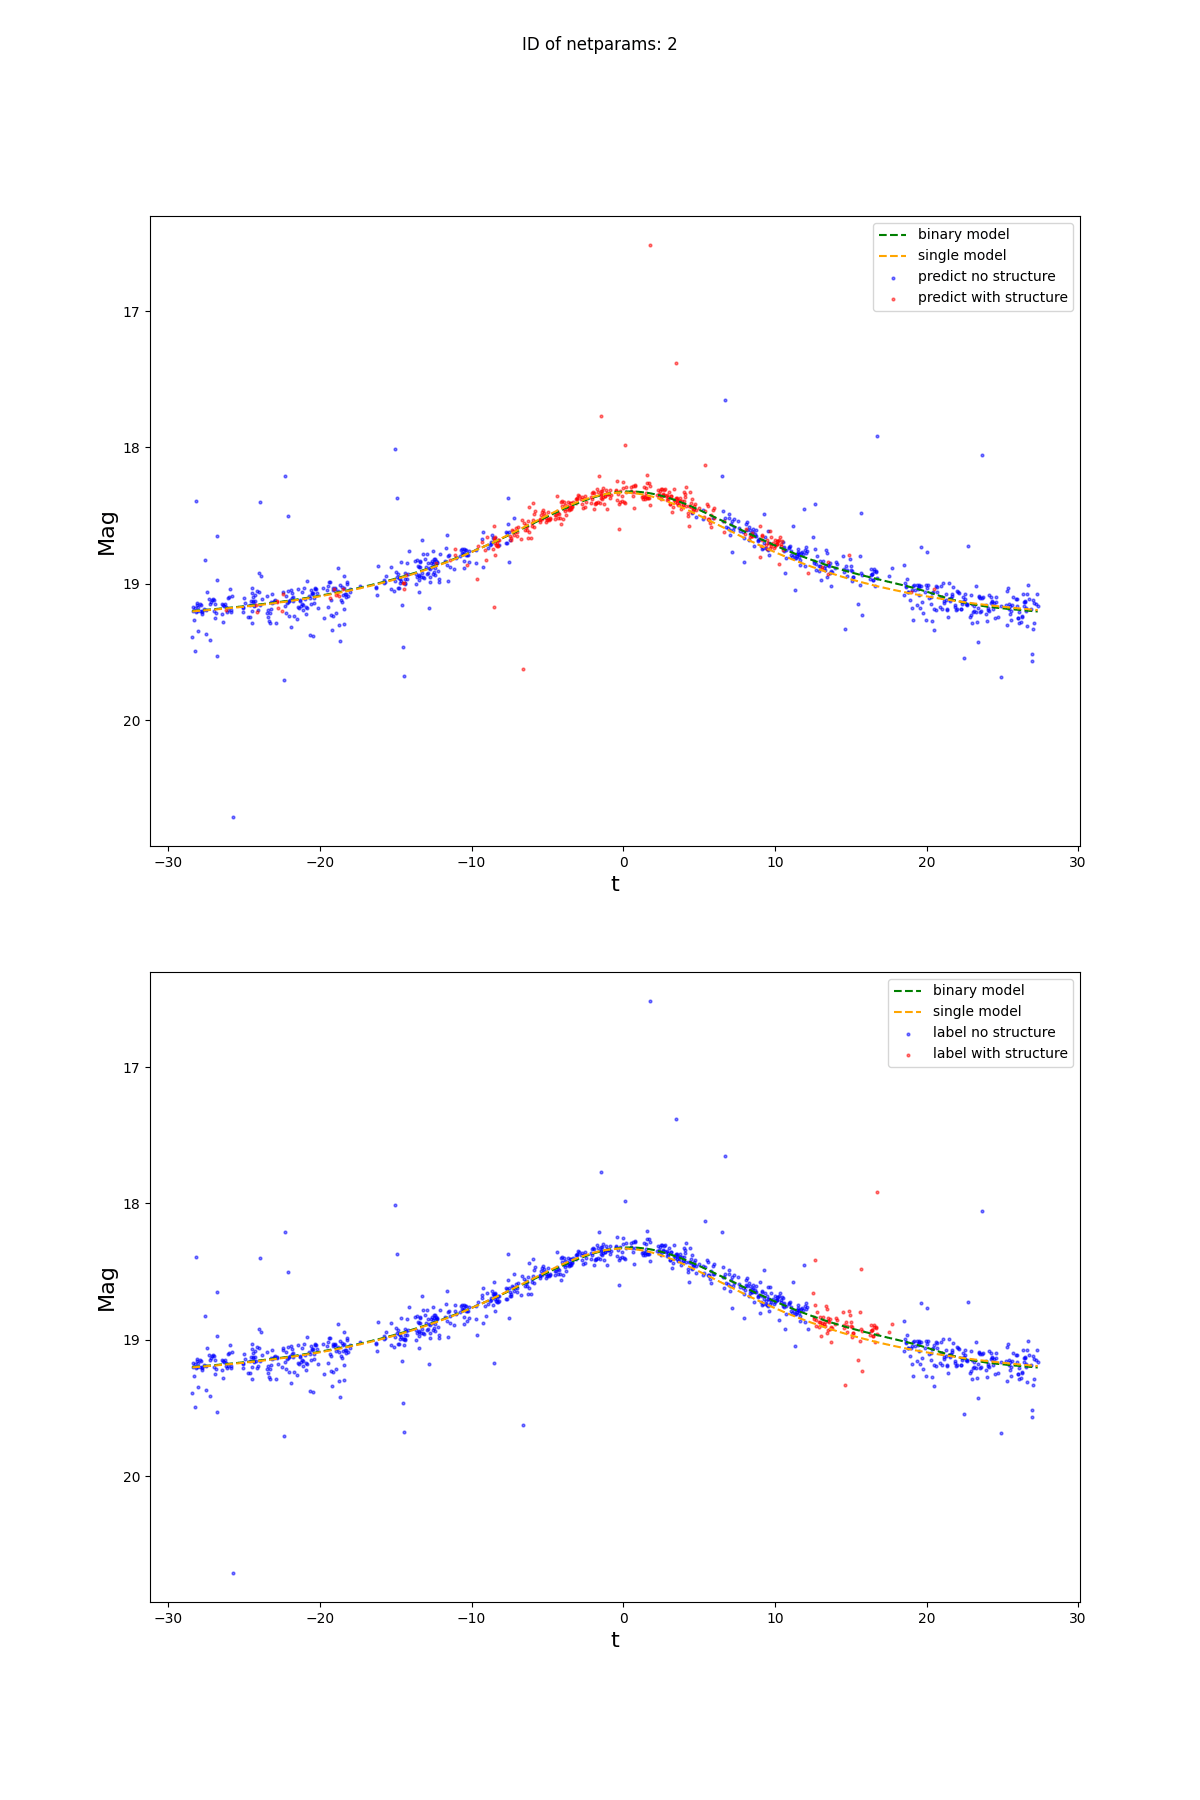 ID of netparams: 2
binary model
single model
predict no structure
predict with structure
17
18
19
20
Mag
−30 −20 −10 0 10 20 30
t
binary model
single model
label no structure
label with structure
17
18
19
20
Mag
−30 −20 −10 0 10 20 30
t